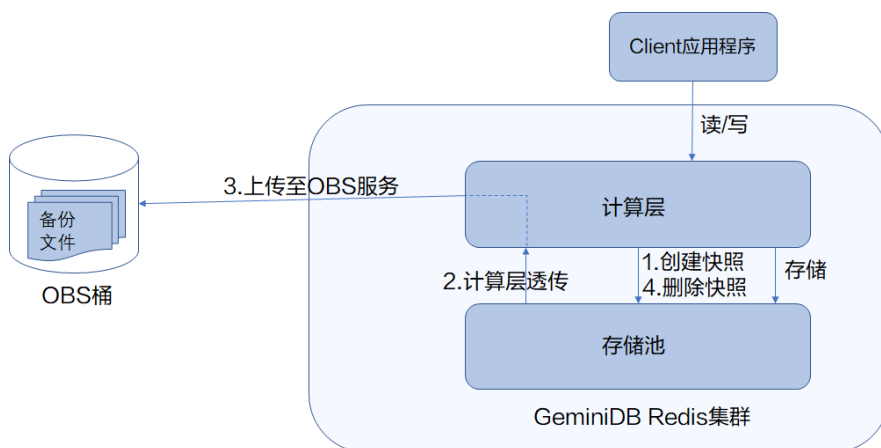 Client应用程序
读/写
3.上传至OBS服务
计算层
备份
文件
OBS桶
2.计算层透传
1.创建快照
4.删除快照
存储
存储池
GeminiDB Redis集群